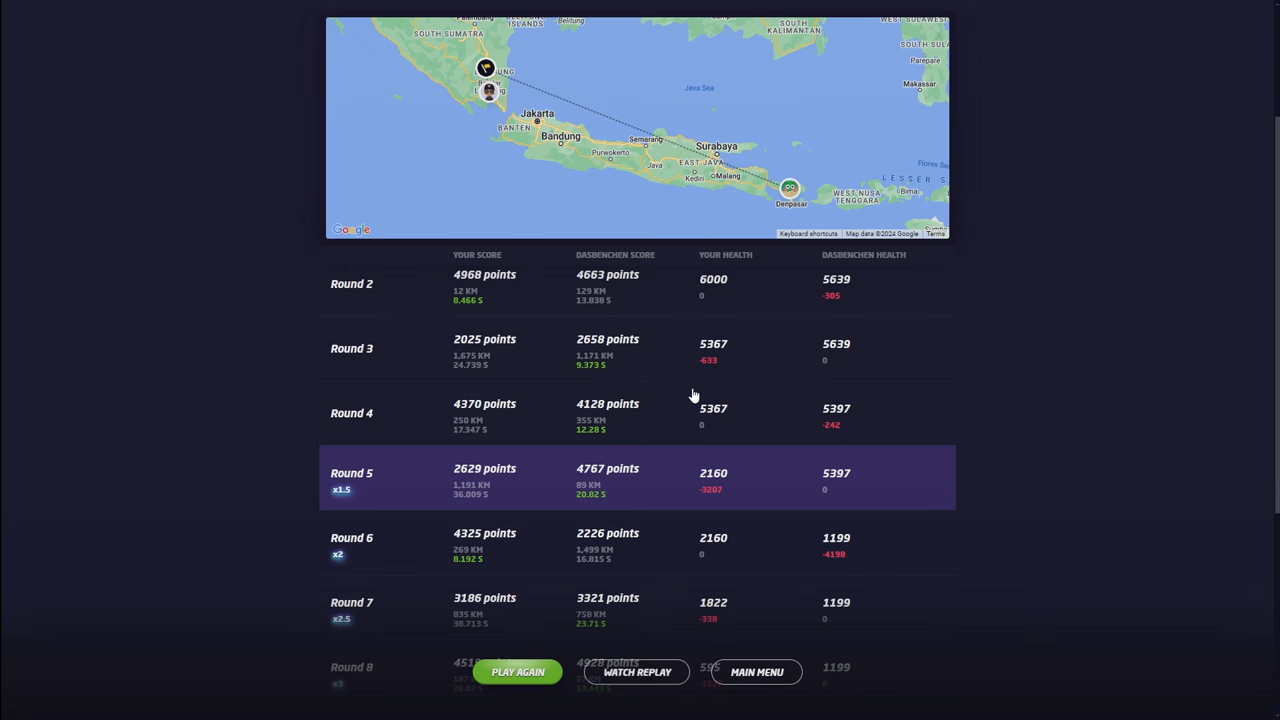 BELITUNG
ISLANDS
Belitung
SOUTH SUMATRA
SOUTH
KALIMANTAN
WEST SULAWESI
Parepare
Makassar
Java Sea
Jakarta
BANTEN
Bandung
Semarang
Surabaya
Purwokerto
Java
EAST JAVA
Kediri
Malang
Denpasar
WEST NUSA
TENGGARA
Bima
Flores Sea
Google
Keyboard shortcuts
Map data ©2024 Google
Terms
YOUR SCORE DASBENCHEN SCORE YOUR HEALTH DASBENCHEN HEALTH
Round 2 4968 points 4663 points 6000 5639
12 KM 129 KM 0 -305
8.466 S 13.838 S
Round 3 2025 points 2658 points 5367 5639
1,675 KM 1,171 KM -633 0
24.739 S 9.373 S
Round 4 4370 points 4128 points 5367 5397
250 KM 355 KM 0 -242
17.347 S 12.28 S
Round 5 2629 points 4767 points 2160 5397
x1.5 1,191 KM 89 KM -3207 0
36.009 S 20.82 S
Round 6 4325 points 2226 points 2160 1199
x2 269 KM 1,499 KM 0 -4198
8.192 S 16.815 S
Round 7 3186 points 3321 points 1822 1199
x2.5 835 KM 758 KM -338 0
38.713 S 23.71 S
Round 8 4928 points 595 1199
x3 0
PLAY AGAIN WATCH REPLAY MAIN MENU